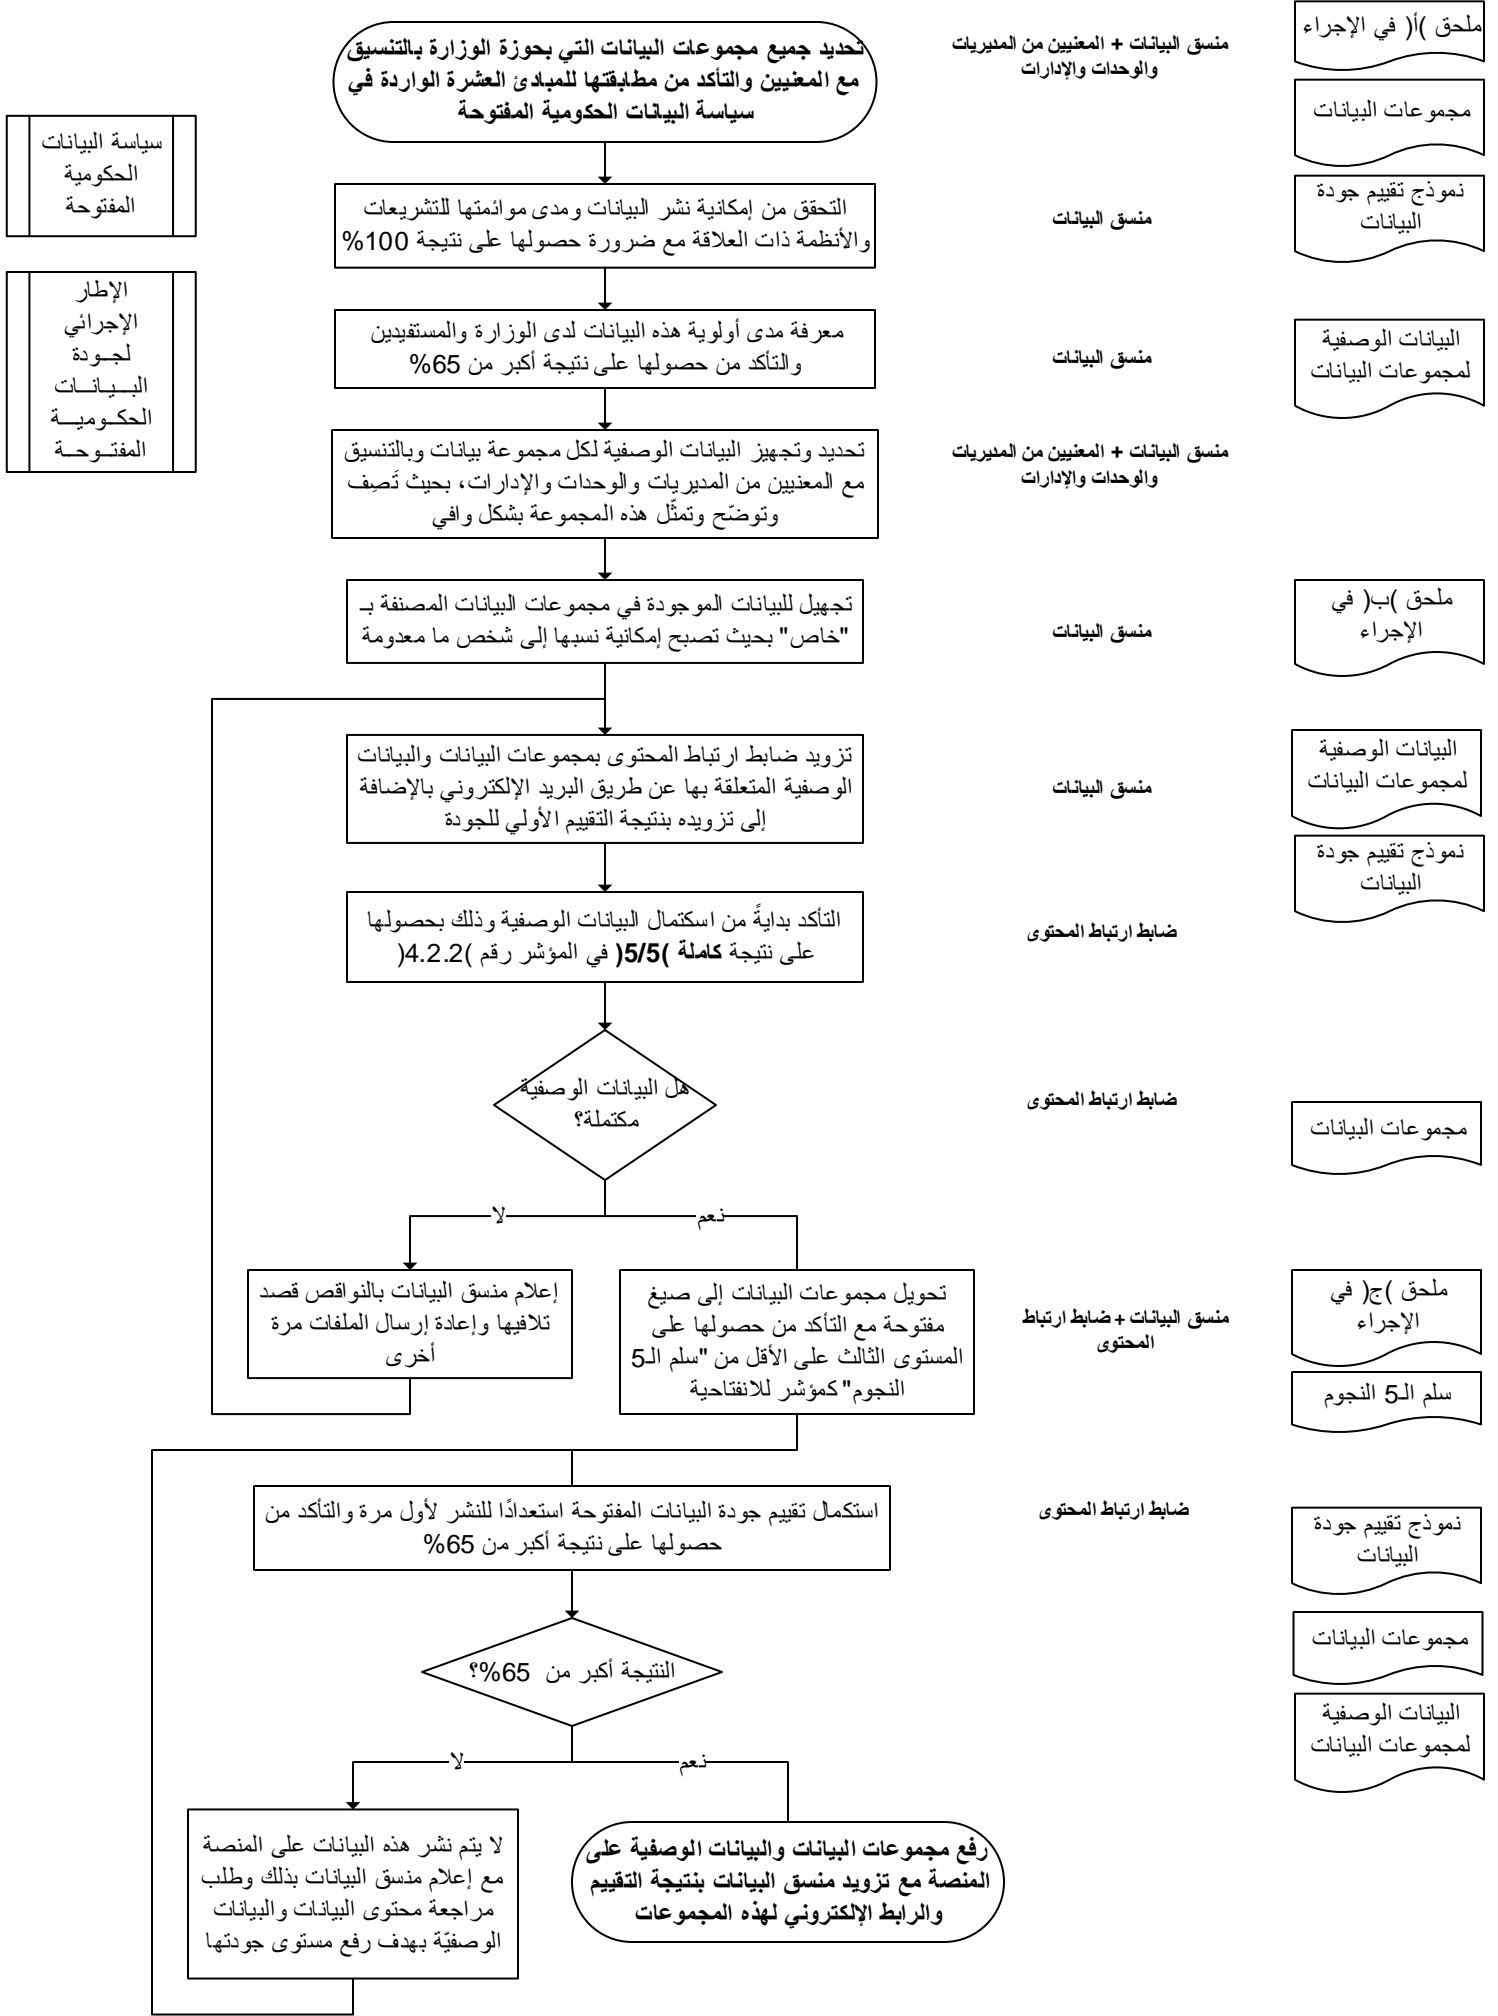 تحديد جميع مجموعات البيانات التي بحوزة الوزارة بالتنسيق
مع المعنيين والتأكد من مطابقتها للمبادئ العشرة الواردة في
سياسة البيانات الحكومية المفتوحة
منسق البيانات + المعنيين من المديريات
والوحدات والإدارات
ملحق )أ( في الإجراء
مجموعات البيانات
سياسة البيانات
الحكومية
المفتوحة
التحقق من إمكانية نشر البيانات ومدى موائمتها للتشريعات
والأنظمة ذات العلاقة مع ضرورة حصولها على نتيجة 100%
منسق البيانات
نموذج تقييم جودة
البيانات
الإطار
الإجرائي
لجــودة
البــيــانــات
الحكــوميــة
المفتــوحــة
معرفة مدى أولوية هذه البيانات لدى الوزارة والمستفيدين
والتأكد من حصولها على نتيجة أكبر من 65%
منسق البيانات
البيانات الوصفية
لمجموعات البيانات
تحديد وتجهيز البيانات الوصفية لكل مجموعة بيانات وبالتنسيق
مع المعنيين من المديريات والوحدات والإدارات، بحيث تَصِف
وتوضّح وتمثّل هذه المجموعة بشكل وافي
منسق البيانات + المعنيين من المديريات
والوحدات والإدارات
تجهيل للبيانات الموجودة في مجموعات البيانات المصنفة بـ
"خاص" بحيث تصبح إمكانية نسبها إلى شخص ما معدومة
منسق البيانات
ملحق )ب( في
الإجراء
تزويد ضابط ارتباط المحتوى بمجموعات البيانات والبيانات
الوصفية المتعلقة بها عن طريق البريد الإلكتروني بالإضافة
إلى تزويده بنتيجة التقييم الأولي للجودة
منسق البيانات
البيانات الوصفية
لمجموعات البيانات
نموذج تقييم جودة
البيانات
التأكد بدايةً من استكمال البيانات الوصفية وذلك بحصولها
على نتيجة كاملة )5/5( في المؤشر رقم )4.2.2(
ضابط ارتباط المحتوى
هل البيانات الوصفية
مكتملة؟
ضابط ارتباط المحتوى
مجموعات البيانات
نعم
لا
تحويل مجموعات البيانات إلى صيغ
مفتوحة مع التأكد من حصولها على
المستوى الثالث على الأقل من "سلم الـ5
النجوم" كمؤشر للانفتاحية
إعلام منسق البيانات بالنواقص قصد
تلافيها وإعادة إرسال الملفات مرة
أخرى
منسق البيانات + ضابط ارتباط
المحتوى
ملحق )ج( في
الإجراء
سلم الـ5 النجوم
استكمال تقييم جودة البيانات المفتوحة استعدادًا للنشر لأول مرة والتأكد من
حصولها على نتيجة أكبر من 65%
ضابط ارتباط المحتوى
نموذج تقييم جودة
البيانات
مجموعات البيانات
البيانات الوصفية
لمجموعات البيانات
النتيجة أكبر من 65%؟
نعم
لا
رفع مجموعات البيانات والبيانات الوصفية على
المنصة مع تزويد منسق البيانات بنتيجة التقييم
والرابط الإلكتروني لهذه المجموعات
لا يتم نشر هذه البيانات على المنصة
مع إعلام منسق البيانات بذلك وطلب
مراجعة محتوى البيانات والبيانات
الوصفيّة بهدف رفع مستوى جودتها